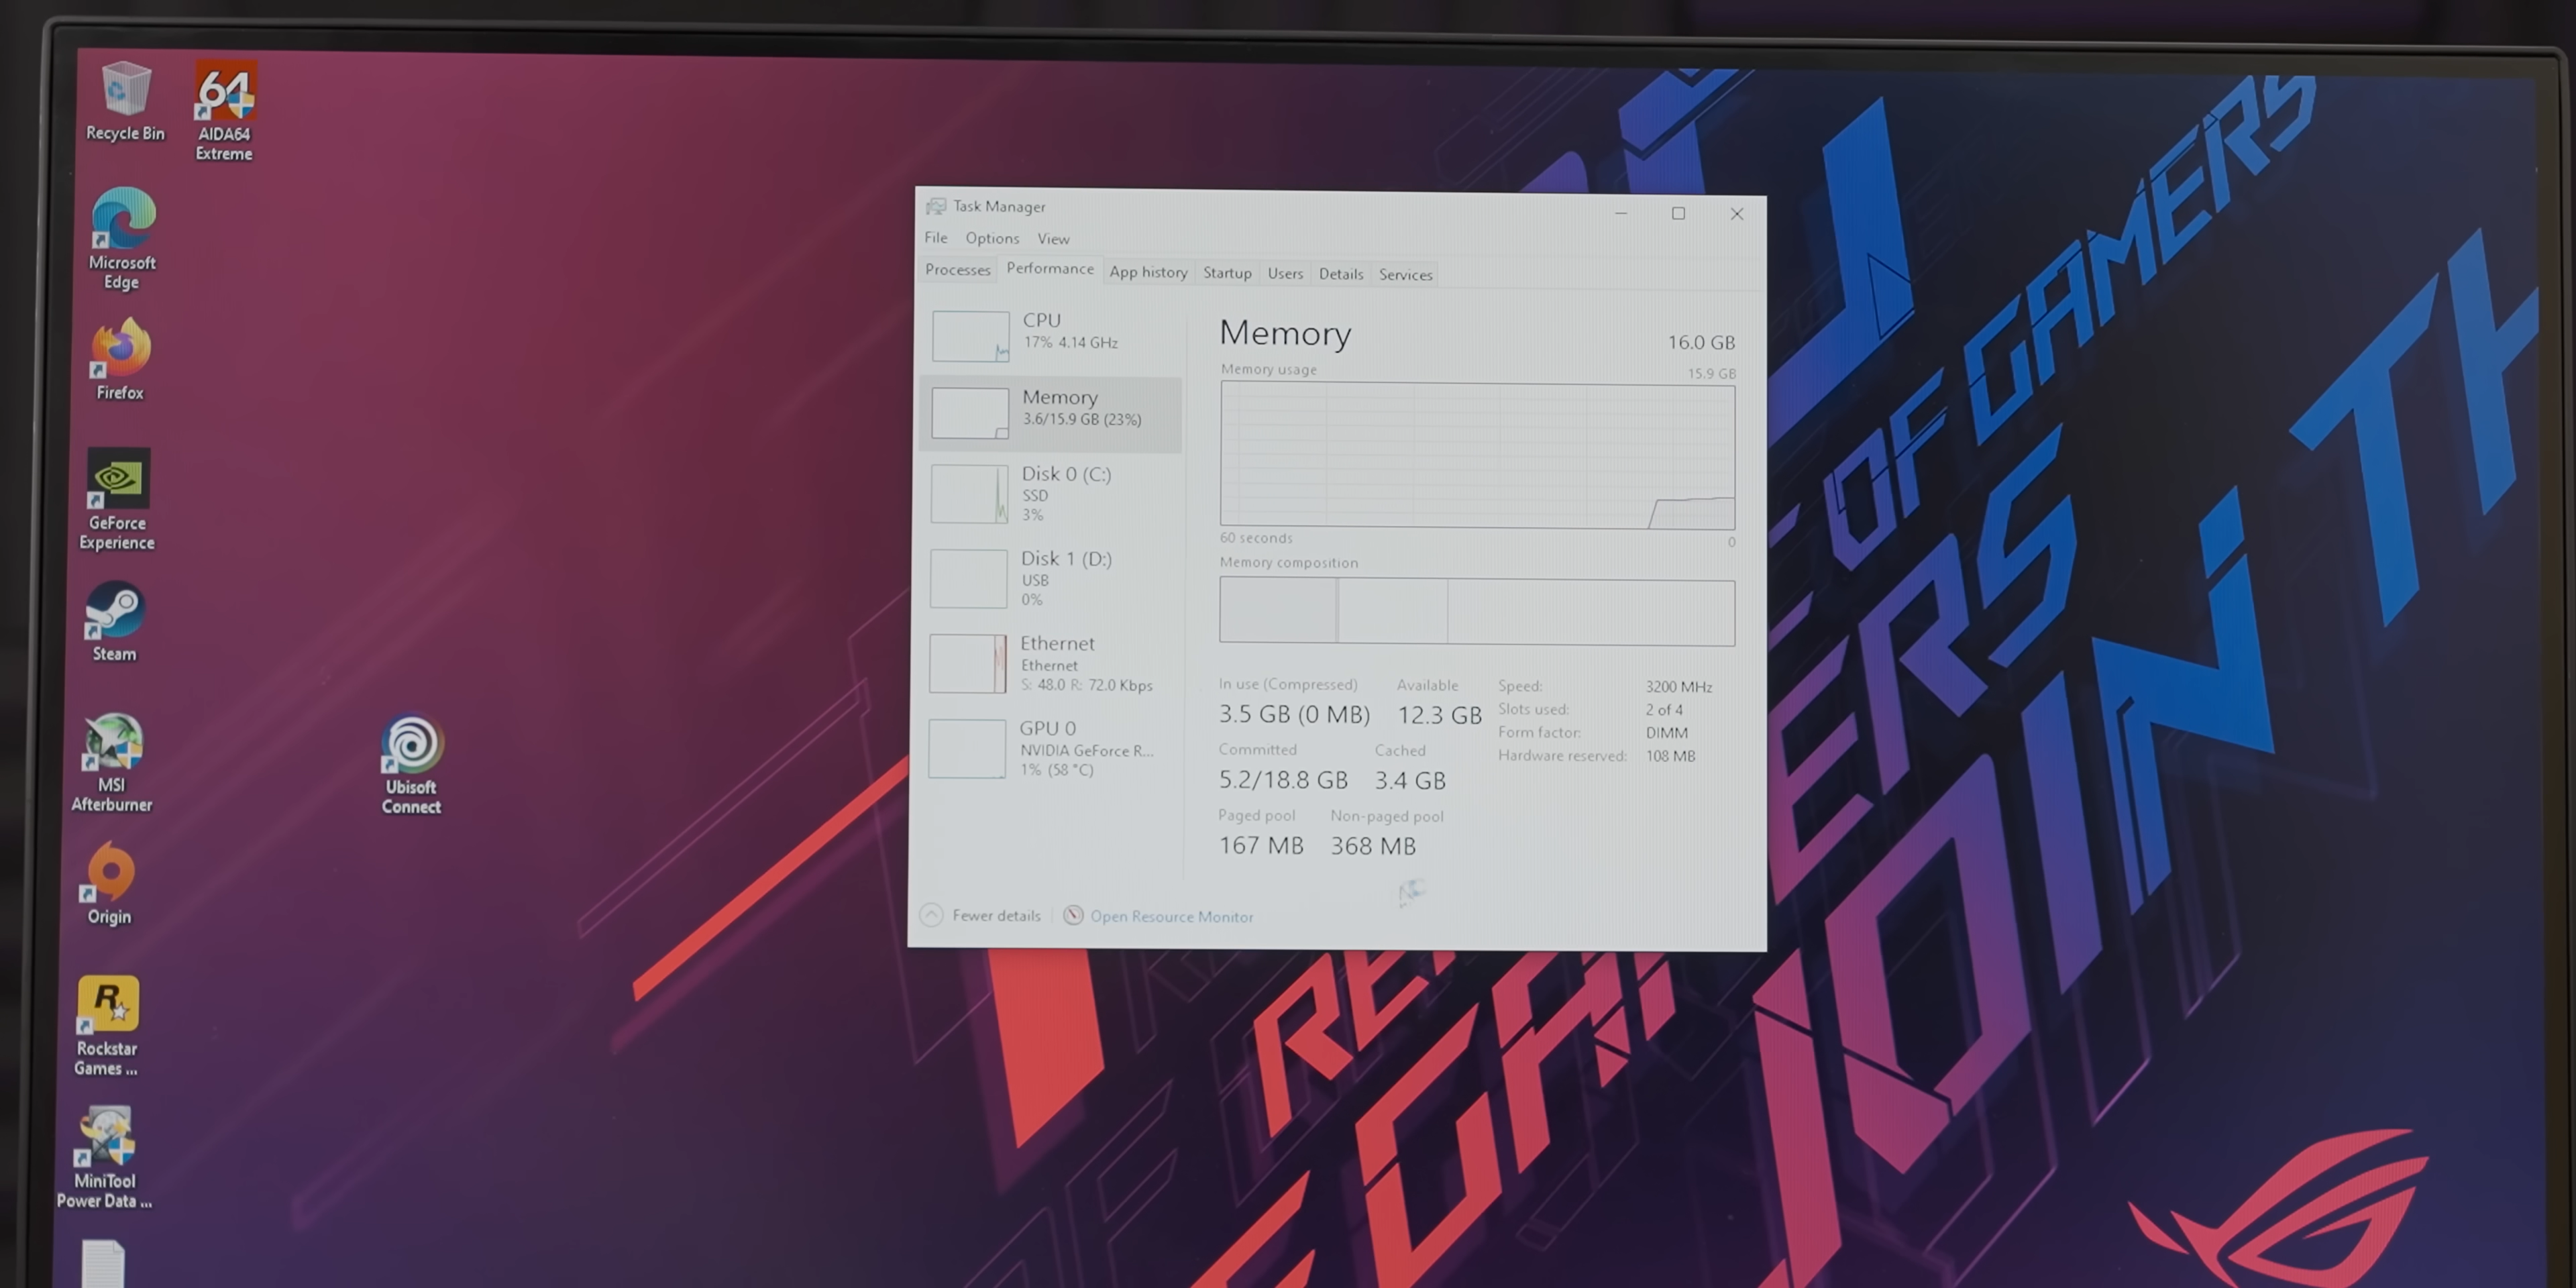 Recycle Bin
AIDA64
Extreme
Microsoft
Edge
Firefox
GeForce
Experience
Steam
MSI
Afterburner
Ubisoft
Connect
Origin
Rockstar
Games ...
MiniTool
Power Data ...
Task Manager
File Options View
Processes Performance App history Startup Users Details Services
CPU
17% 4.14 GHz
Memory
3.6/15.9 GB (23%)
Disk 0 (C:)
SSD
3%
Disk 1 (D:)
USB
0%
Ethernet
Ethernet
S: 48.0 R: 72.0 Kbps
GPU 0
NVIDIA GeForce R...
1% (58 °C)
Memory 16.0 GB
Memory usage 15.9 GB
60 seconds 0
Memory composition
In use (Compressed) Available
3.5 GB (0 MB) 12.3 GB
Committed Cached
5.2/18.8 GB 3.4 GB
Paged pool Non-paged pool
167 MB 368 MB
Speed: 3200 MHz
Slots used: 2 of 4
Form factor: DIMM
Hardware reserved: 108 MB
Fewer details Open Resource Monitor
OF GAMERS
ERS
JOIN TH
RE